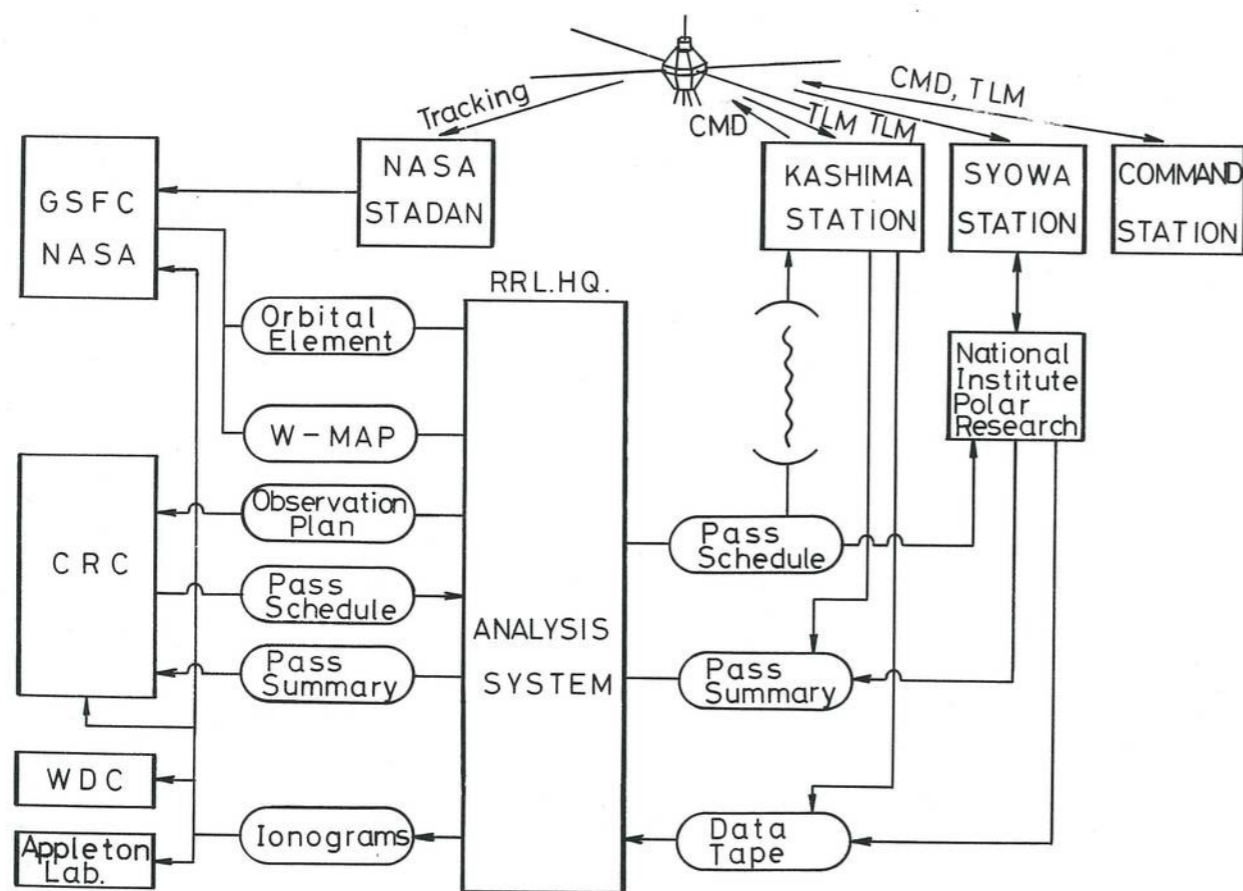 CMD, TLM
Tracking
CMD
TLM TLM
GSFC
NASA
NASA
STADAN
KASHIMA
STATION
SYOWA
STATION
COMMAND
STATION
RRL.HQ.
Orbital
Element
W-MAP
National
Institute
Polar
Research
CRC
Observation
Plan
Pass
Schedule
Pass
Summary
ANALYSIS
SYSTEM
Pass
Schedule
Pass
Summary
WDC
Appleton
Lab.
Ionograms
Data
Tape